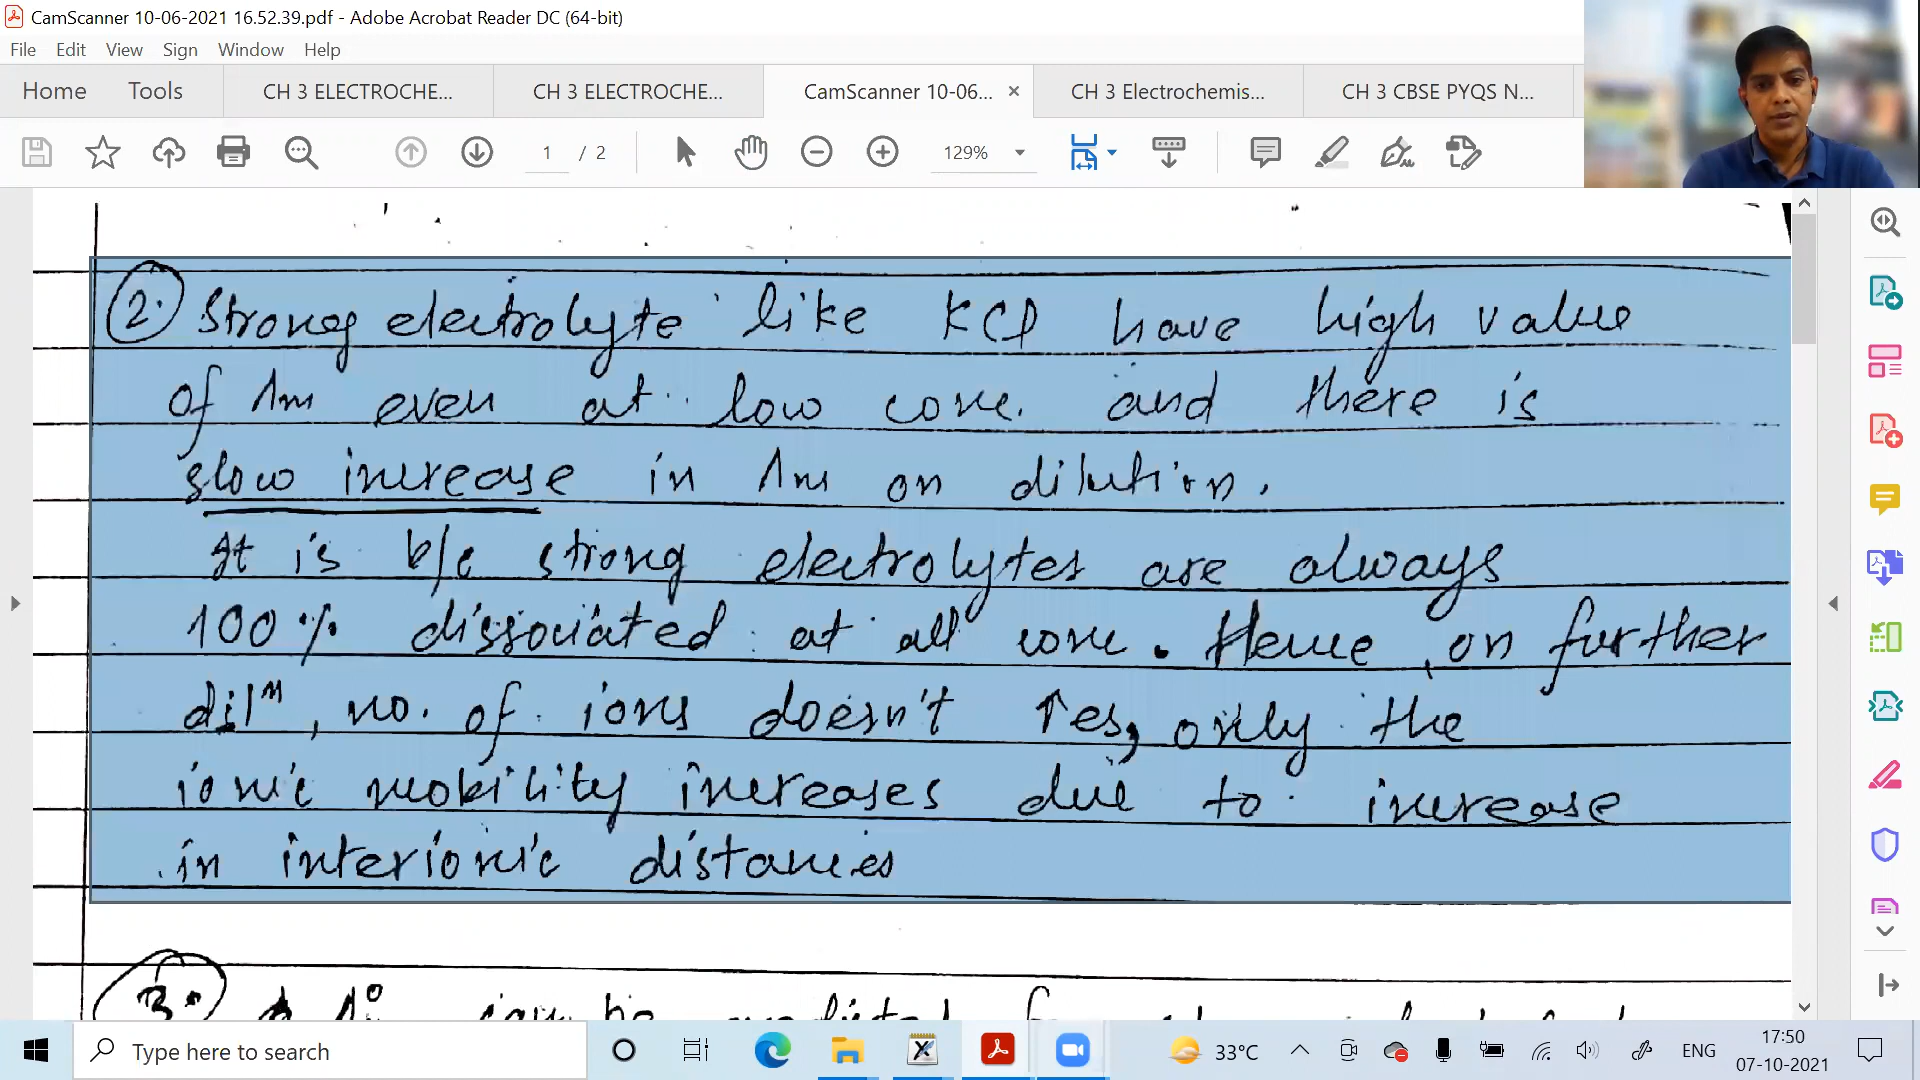 CamScanner 10-06-2021 16.52.39.pdf - Adobe Acrobat Reader DC (64-bit)
File Edit View Sign Window Help
Home Tools CH 3 ELECTROCHE... CH 3 ELECTROCHE... CamScanner 10-06... × CH 3 Electrochemis... CH 3 CBSE PYQS N...
1 / 2 129%
2. Strong electrolyte like KCl have high value
of Λm even at low conc. and there is
slow increase in Λm on dilution.
It is b/c strong electrolytes are always
100% dissociated at all conc. Hence, on further
dilⁿ, no. of ions doesn't ↑es, only the
ionic mobility increases due to increase
in interionic distances
3.
Type here to search
33°C ENG 17:50
07-10-2021